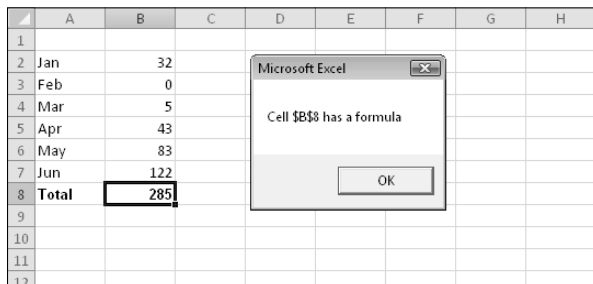 A B C D E F G H
1
2 Jan 32
3 Feb 0
4 Mar 5
5 Apr 43
6 May 83
7 Jun 122
8 Total 285
9
10
11
12
Microsoft Excel
Cell $B$8 has a formula
OK